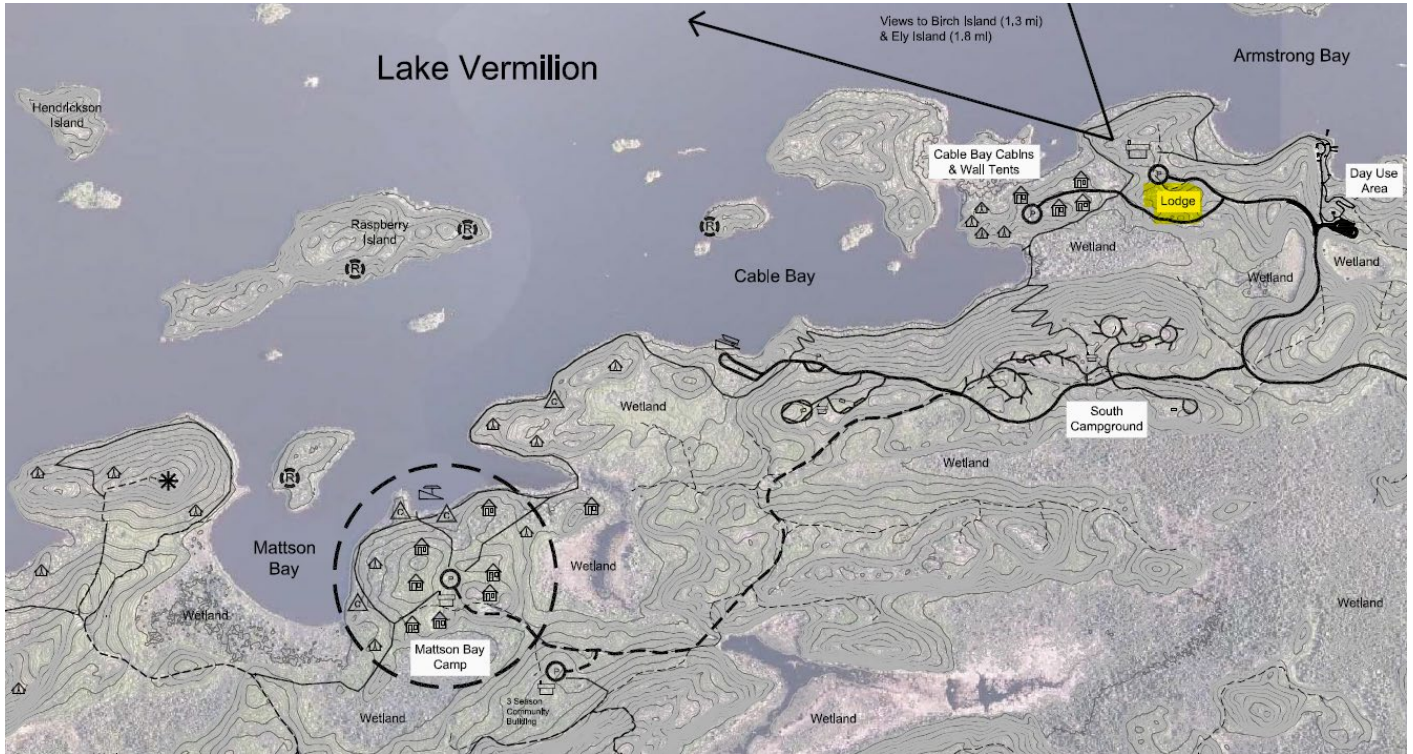 Views to Birch Island (1,3 mi)
& Ely Island (1.8 ml)
Lake Vermilion
Armstrong Bay
Hendrickson
Island
Cable Bay Cabins
& Wall Tents
Day Use
Area
P
Lodge
P
Raspberry
Island
R
R
R
Wetland
Wetland
Wetland
Cable Bay
Wetland
G
South
Campground
Wetland
R
Mattson
Bay
G
G
Wetland
P
G
Wetland
Wetland
Mattson Bay
Camp
P
3 Season
Community
Building
Wetland
Wetland